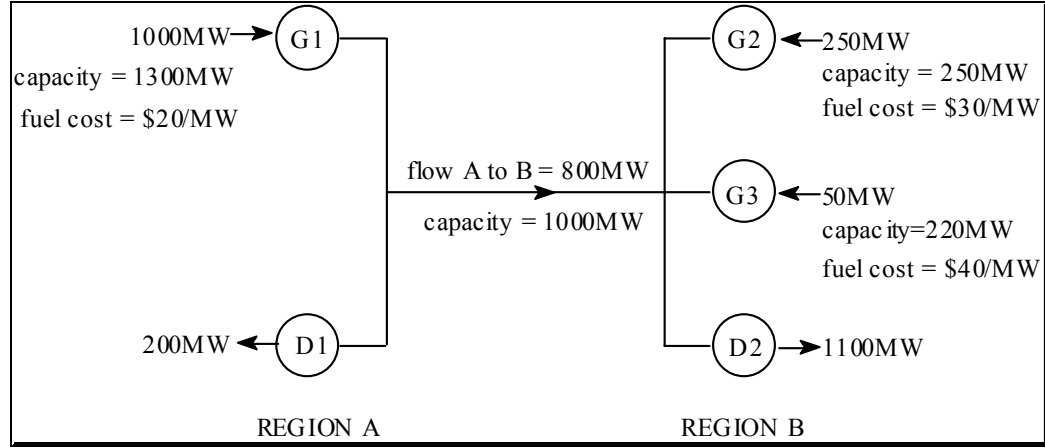 1000MW
G1
capacity = 1300MW
fuel cost = $20/MW
G2
250MW
capacity = 250MW
fuel cost = $30/MW
flow A to B = 800MW
capacity = 1000MW
G3
50MW
capacity=220MW
fuel cost = $40/MW
200MW
D1
D2
1100MW
REGION A
REGION B